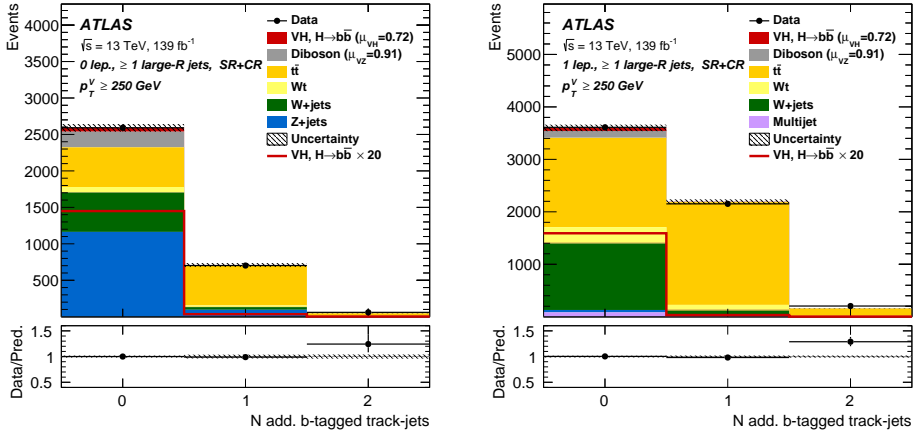 Events
4000
3500
3000
2500
2000
1500
1000
500
ATLAS
√s = 13 TeV, 139 fb⁻¹
0 lep., ≥ 1 large-R jets, SR+CR
p_T^V ≥ 250 GeV
Data
VH, H→bb̄ (μ_VH=0.72)
Diboson (μ_VZ=0.91)
tt̄
Wt
W+jets
Z+jets
Uncertainty
VH, H→bb̄ × 20
Data/Pred.
1.5
1
0.5
0 1 2
N add. b-tagged track-jets
Events
5000
4000
3000
2000
1000
ATLAS
√s = 13 TeV, 139 fb⁻¹
1 lep., ≥ 1 large-R jets, SR+CR
p_T^V ≥ 250 GeV
Data
VH, H→bb̄ (μ_VH=0.72)
Diboson (μ_VZ=0.91)
tt̄
Wt
W+jets
Multijet
Uncertainty
VH, H→bb̄ × 20
Data/Pred.
1.5
1
0.5
0 1 2
N add. b-tagged track-jets